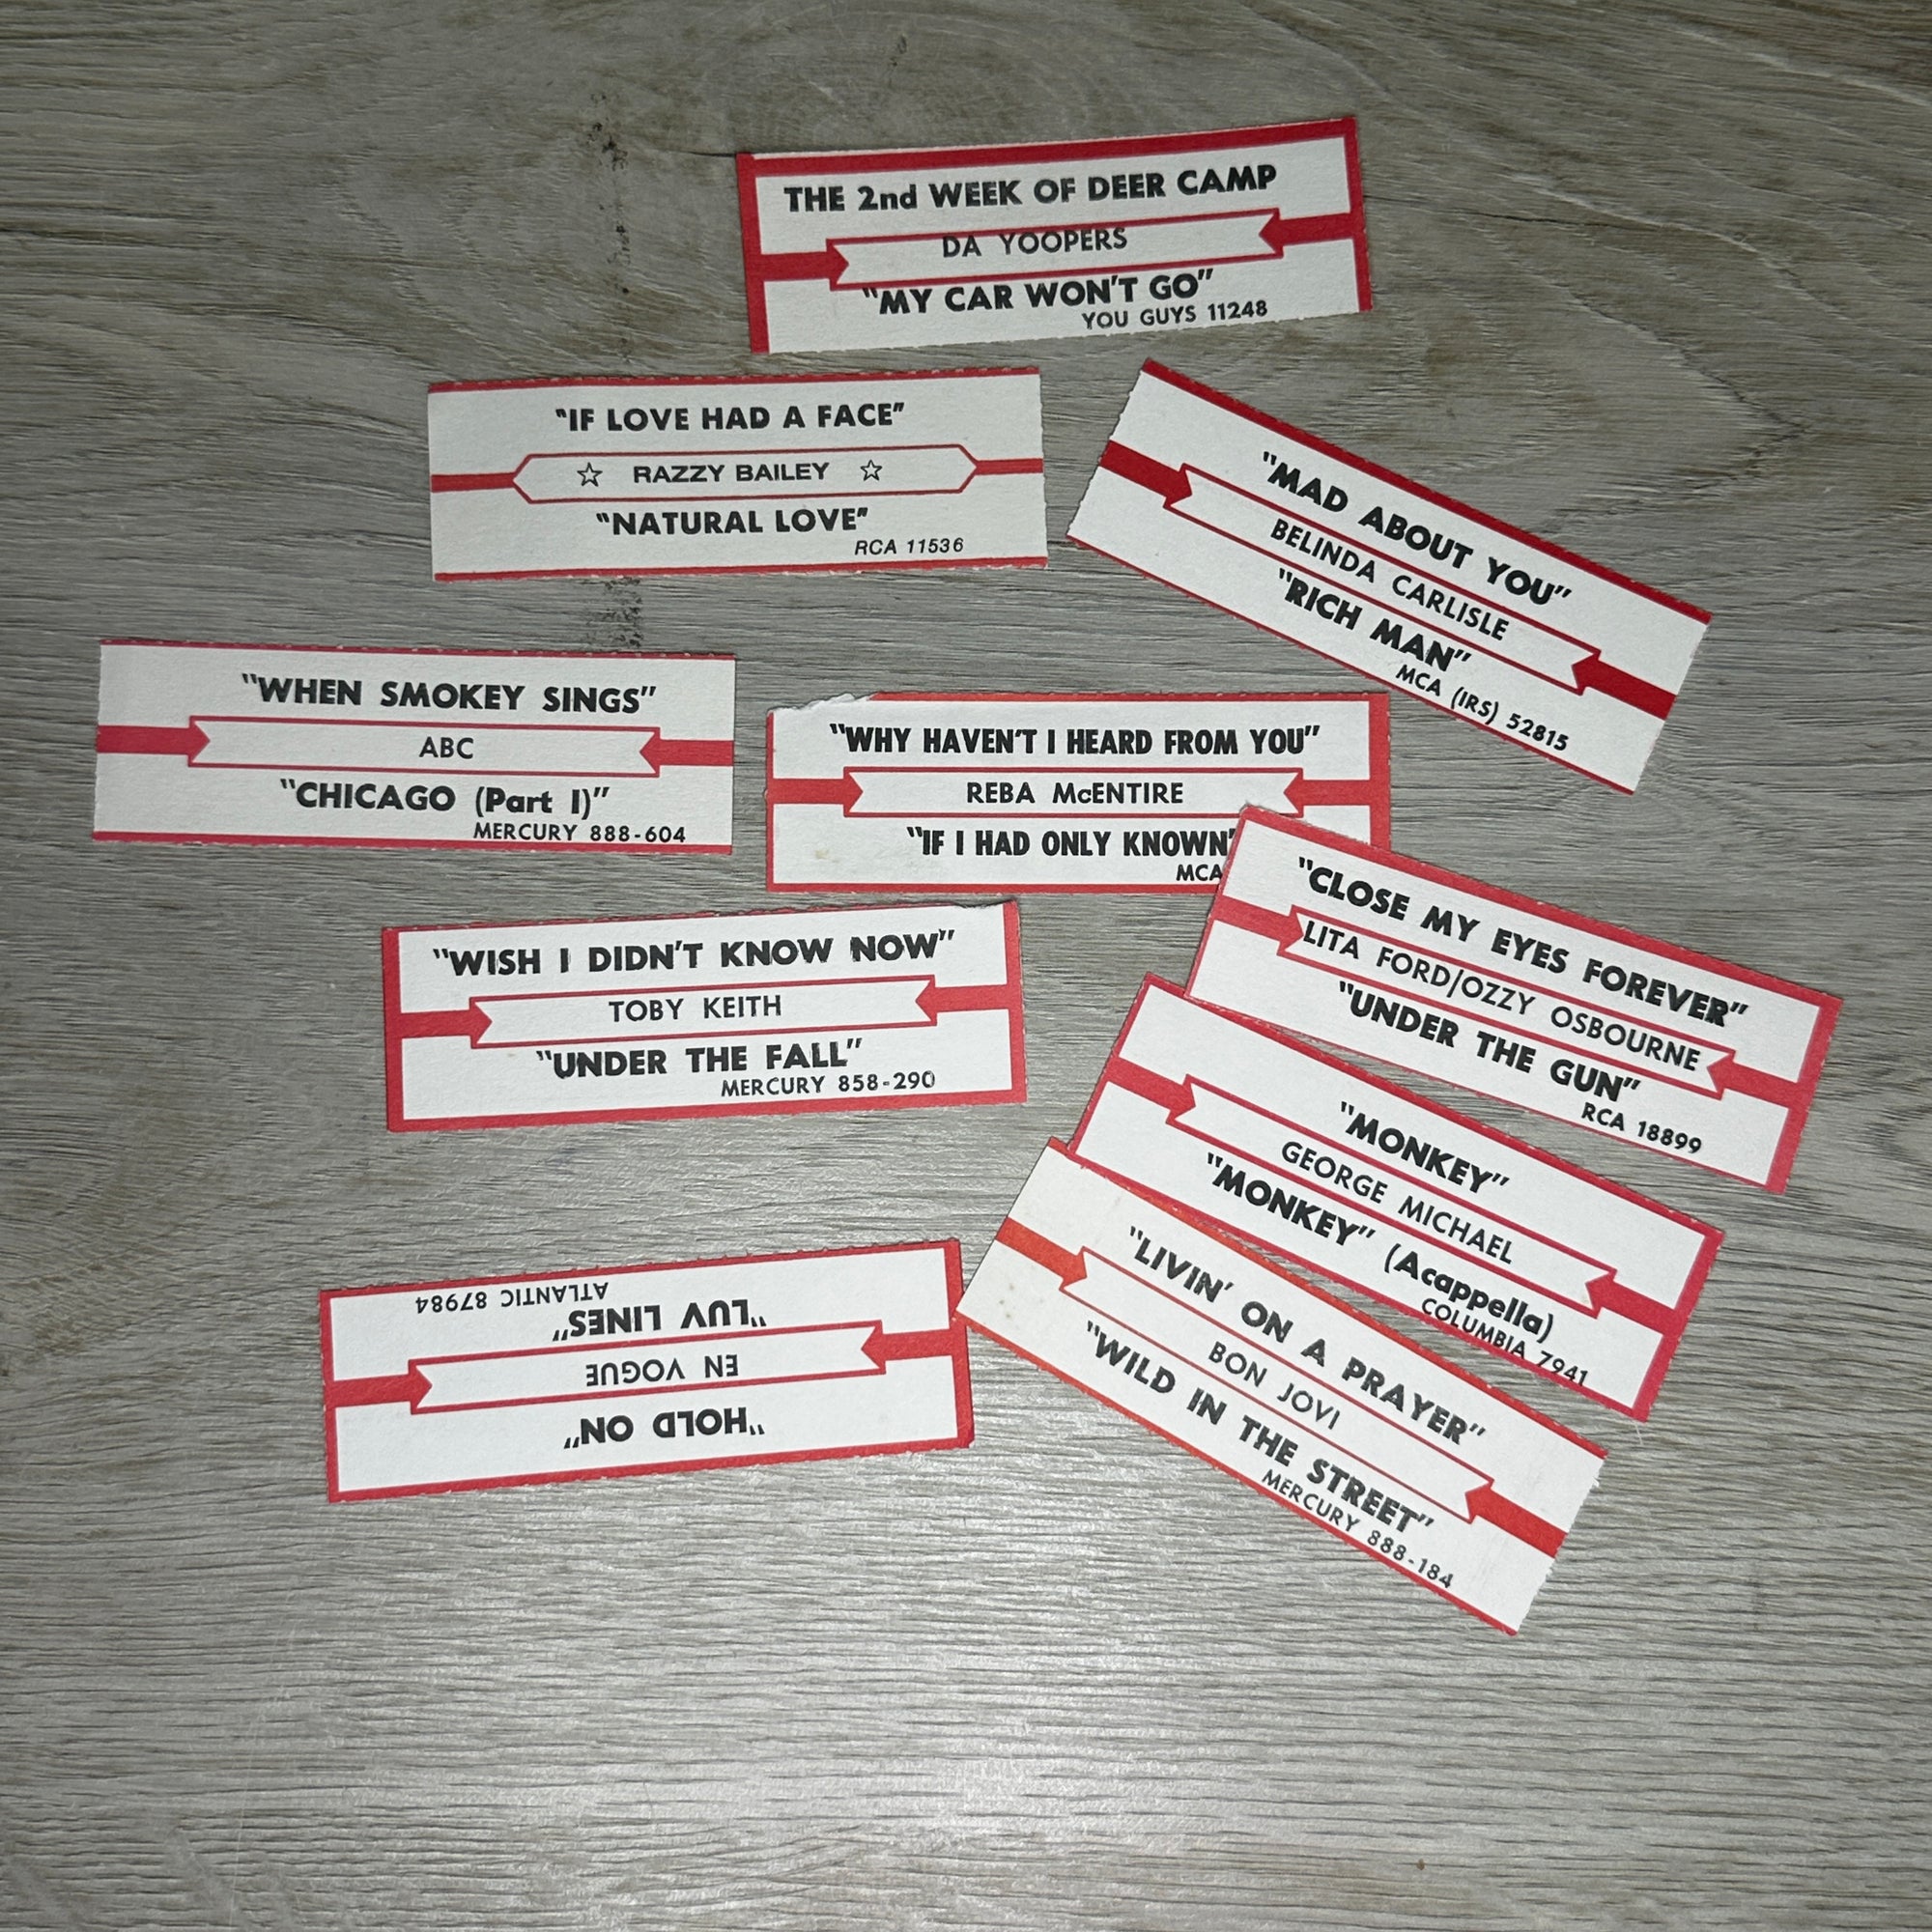 THE 2nd WEEK OF DEER CAMP
DA YOOPERS
"MY CAR WON'T GO"
YOU GUYS 11248
"IF LOVE HAD A FACE"
☆ RAZZY BAILEY ☆
"NATURAL LOVE"
RCA 11536
"MAD ABOUT YOU"
BELINDA CARLISLE
"RICH MAN"
MCA (IRS) 52815
"WHEN SMOKEY SINGS"
ABC
"CHICAGO (Part I)"
MERCURY 888-604
"WHY HAVEN'T I HEARD FROM YOU"
REBA McENTIRE
"IF I HAD ONLY KNOWN"
MCA
"CLOSE MY EYES FOREVER"
LITA FORD/OZZY OSBOURNE
"UNDER THE GUN"
RCA 18899
"WISH I DIDN'T KNOW NOW"
TOBY KEITH
"UNDER THE FALL"
MERCURY 858-290
"MONKEY"
GEORGE MICHAEL
"MONKEY" (Acappella)
COLUMBIA 7941
"LIVIN' ON A PRAYER"
BON JOVI
"WILD IN THE STREET"
MERCURY 888-184
"HOLD ON"
EN VOGUE
"LUV LINES"
ATLANTIC 87984